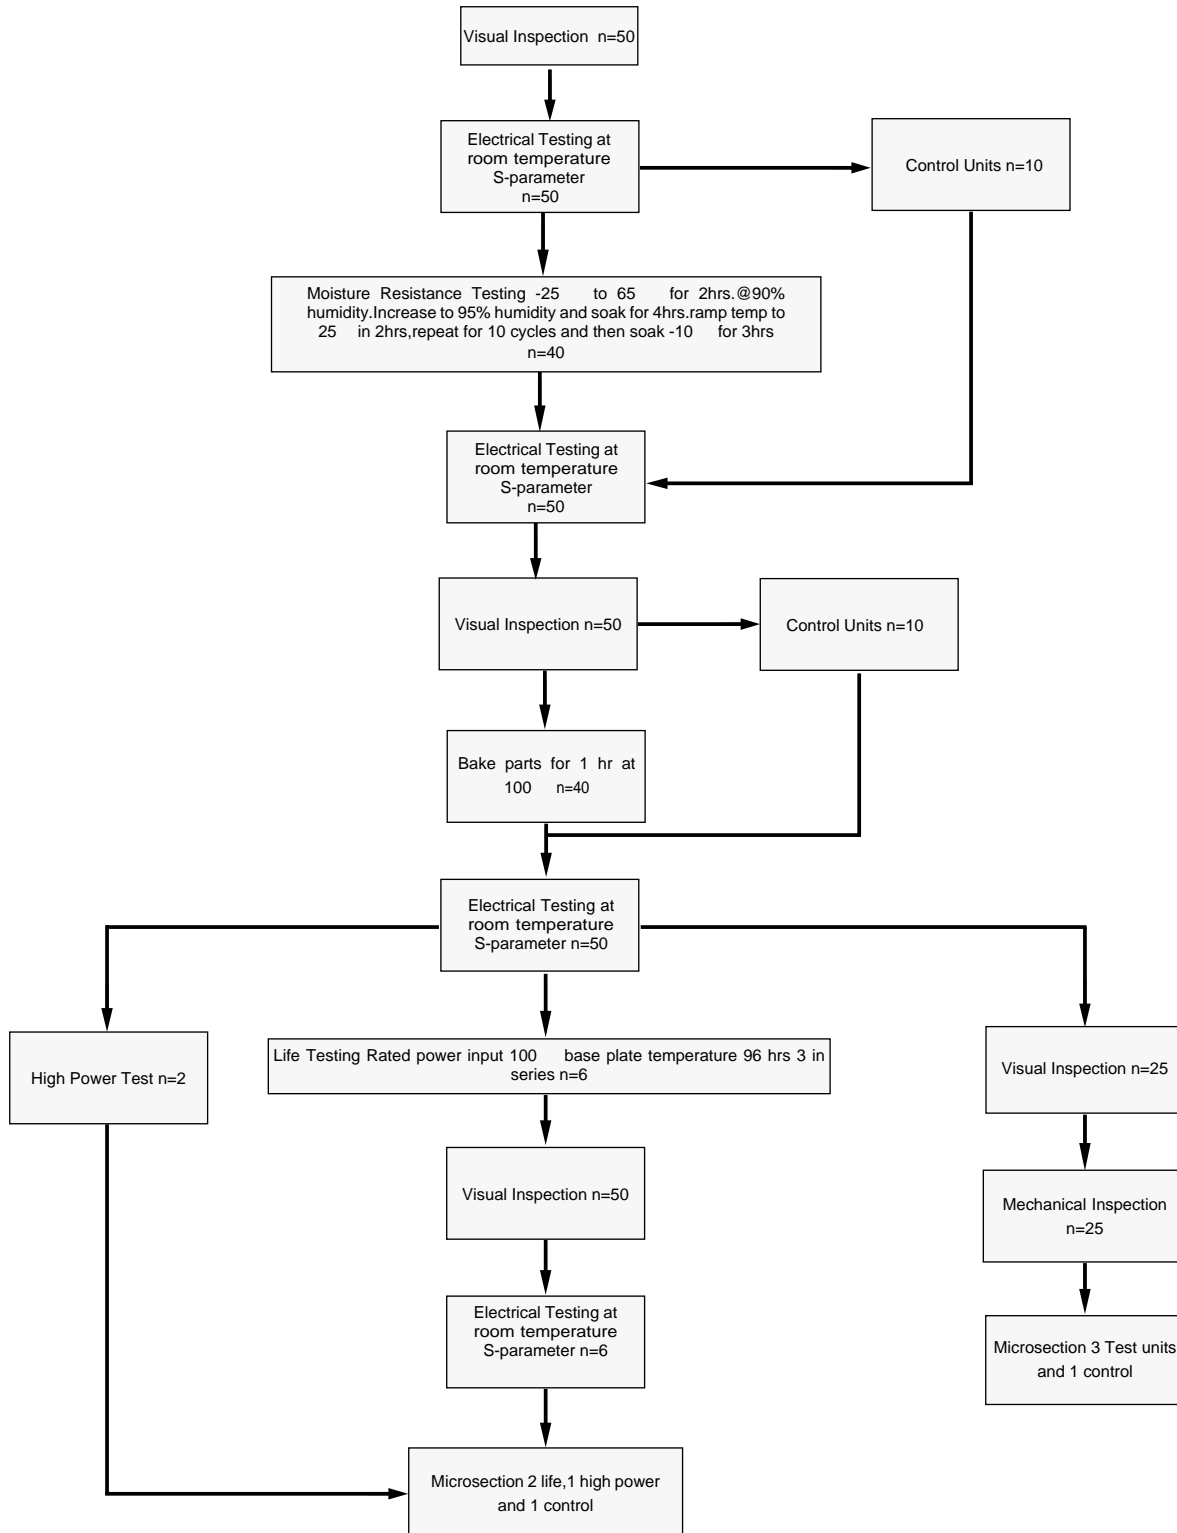 Visual Inspection n=50
Electrical Testing at
room temperature
S-parameter
n=50
Control Units n=10
Moisture Resistance Testing -25 to 65 for 2hrs.@90%
humidity.Increase to 95% humidity and soak for 4hrs.ramp temp to
25 in 2hrs,repeat for 10 cycles and then soak -10 for 3hrs
n=40
Electrical Testing at
room temperature
S-parameter
n=50
Visual Inspection n=50
Control Units n=10
Bake parts for 1 hr at
100 n=40
Electrical Testing at
room temperature
S-parameter n=50
High Power Test n=2
Life Testing Rated power input 100 base plate temperature 96 hrs 3 in
series n=6
Visual Inspection n=25
Visual Inspection n=50
Mechanical Inspection
n=25
Electrical Testing at
room temperature
S-parameter n=6
Microsection 3 Test units
and 1 control
Microsection 2 life,1 high power
and 1 control